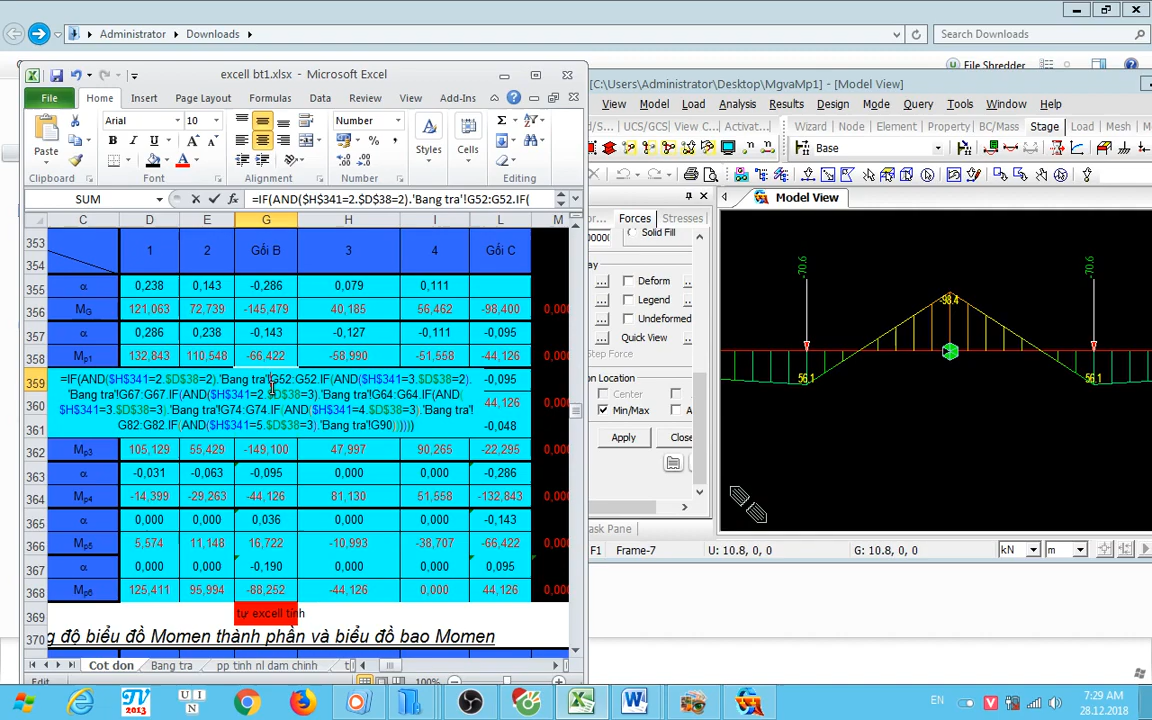 Administrator ▸ Downloads ▸
Search Downloads
File Shredder
excell bt1.xlsx - Microsoft Excel
File Home Insert Page Layout Formulas Data Review View Add-Ins
Paste
Arial 10
B I U
Styles Cells
Number
Clipboard Font Alignment Number Editing
SUM
=IF(AND($H$341=2.$D$38=2).'Bang tra'!G52:G52.IF(
C D E G H I L M
353
354
1 2 Gối B 3 4 Gối C
355 α 0,238 0,143 -0,286 0,079 0,111
356 MG 121,063 72,739 -145,479 40,185 56,462 -98,400 0,000
357 α 0,286 0,238 -0,143 -0,127 -0,111 -0,095
358 Mp1 132,843 110,548 -66,422 -58,990 -51.558 -44,126 0,000
359 =IF(AND($H$341=2.$D$38=2).'Bang tra'!G52:G52.IF(AND($H$341=3.$D$38=2). -0,095
'Bang tra'!G67:G67.IF(AND($H$341=2.$D$38=3).'Bang tra'!G64:G64.IF(AND(
360 $H$341=3.$D$38=3).'Bang tra'!G74:G74.IF(AND($H$341=4.$D$38=3).'Bang tra'! 44,126
361 G82:G82.IF(AND($H$341=5.$D$38=3).'Bang tra'!G90)))))) -0,048
362 Mp3 105,129 55,429 -149,100 47,997 90,265 -22,295 0,000
363 α -0,031 -0,063 -0,095 0,000 0,000 -0,286
364 Mp4 -14,399 -29,263 -44,126 81,130 51.558 -132,843 0,000
365 α 0,000 0,000 0,036 0,000 0,000 -0,143
366 Mp5 5,574 11,148 16,722 -10,993 -38,707 -66,422 0,000
367 α 0,000 0,000 -0,190 0,000 0,000 0,095
368 Mp6 125,411 95,994 -88,252 -44,126 0,000 44,126 0,000
369 tự excell tính
370 g độ biểu đồ Momen thành phần và biểu đồ bao Momen
Cot don Bang tra pp tinh nl dam chinh
Edit 100%
[C:\Users\Administrator\Desktop\MgvaMp1] - [Model View]
View Model Load Analysis Results Design Mode Query Tools Window Help
d/S... UCS/GCS View C... Activat... Wizard Node Element Property BC/Mass Stage Load Mesh
Base
Model View
Forces Stresses
Solid Fill
Deform
Legend
Undeformed
Quick View
Step Force
on Location
Center
Min/Max
Apply Close
ask Pane
-70.6
-98.4
-70.6
56.1
56.1
F1 Frame-7 U: 10.8, 0, 0 G: 10.8, 0, 0 kN m
EN
7:29 AM
28.12.2018